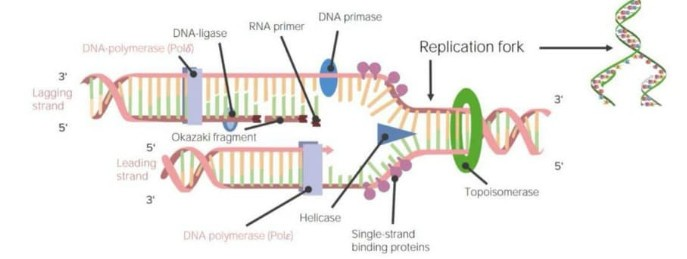 DNA primase
RNA primer
DNA-ligase
DNA-polymerase (Polδ)
Replication fork
3'
Lagging
strand
5'
3'
Okazaki fragment
5'
Leading
strand
3'
5'
Topoisomerase
Helicase
DNA polymerase (Polε)
Single-strand
binding proteins